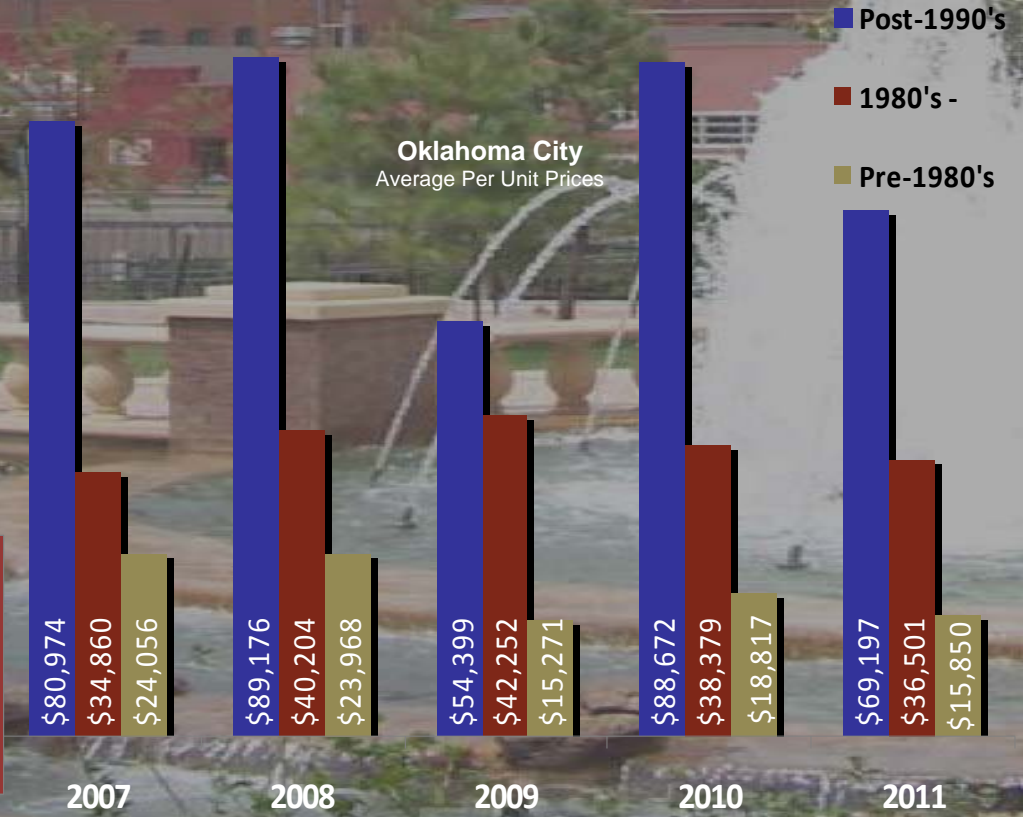 Post-1990's
1980's -
Pre-1980's
Oklahoma City
Average Per Unit Prices
$80,974
$34,860
$24,056
$89,176
$40,204
$23,968
$54,399
$42,252
$15,271
$88,672
$38,379
$18,817
$69,197
$36,501
$15,850
2007 2008 2009 2010 2011